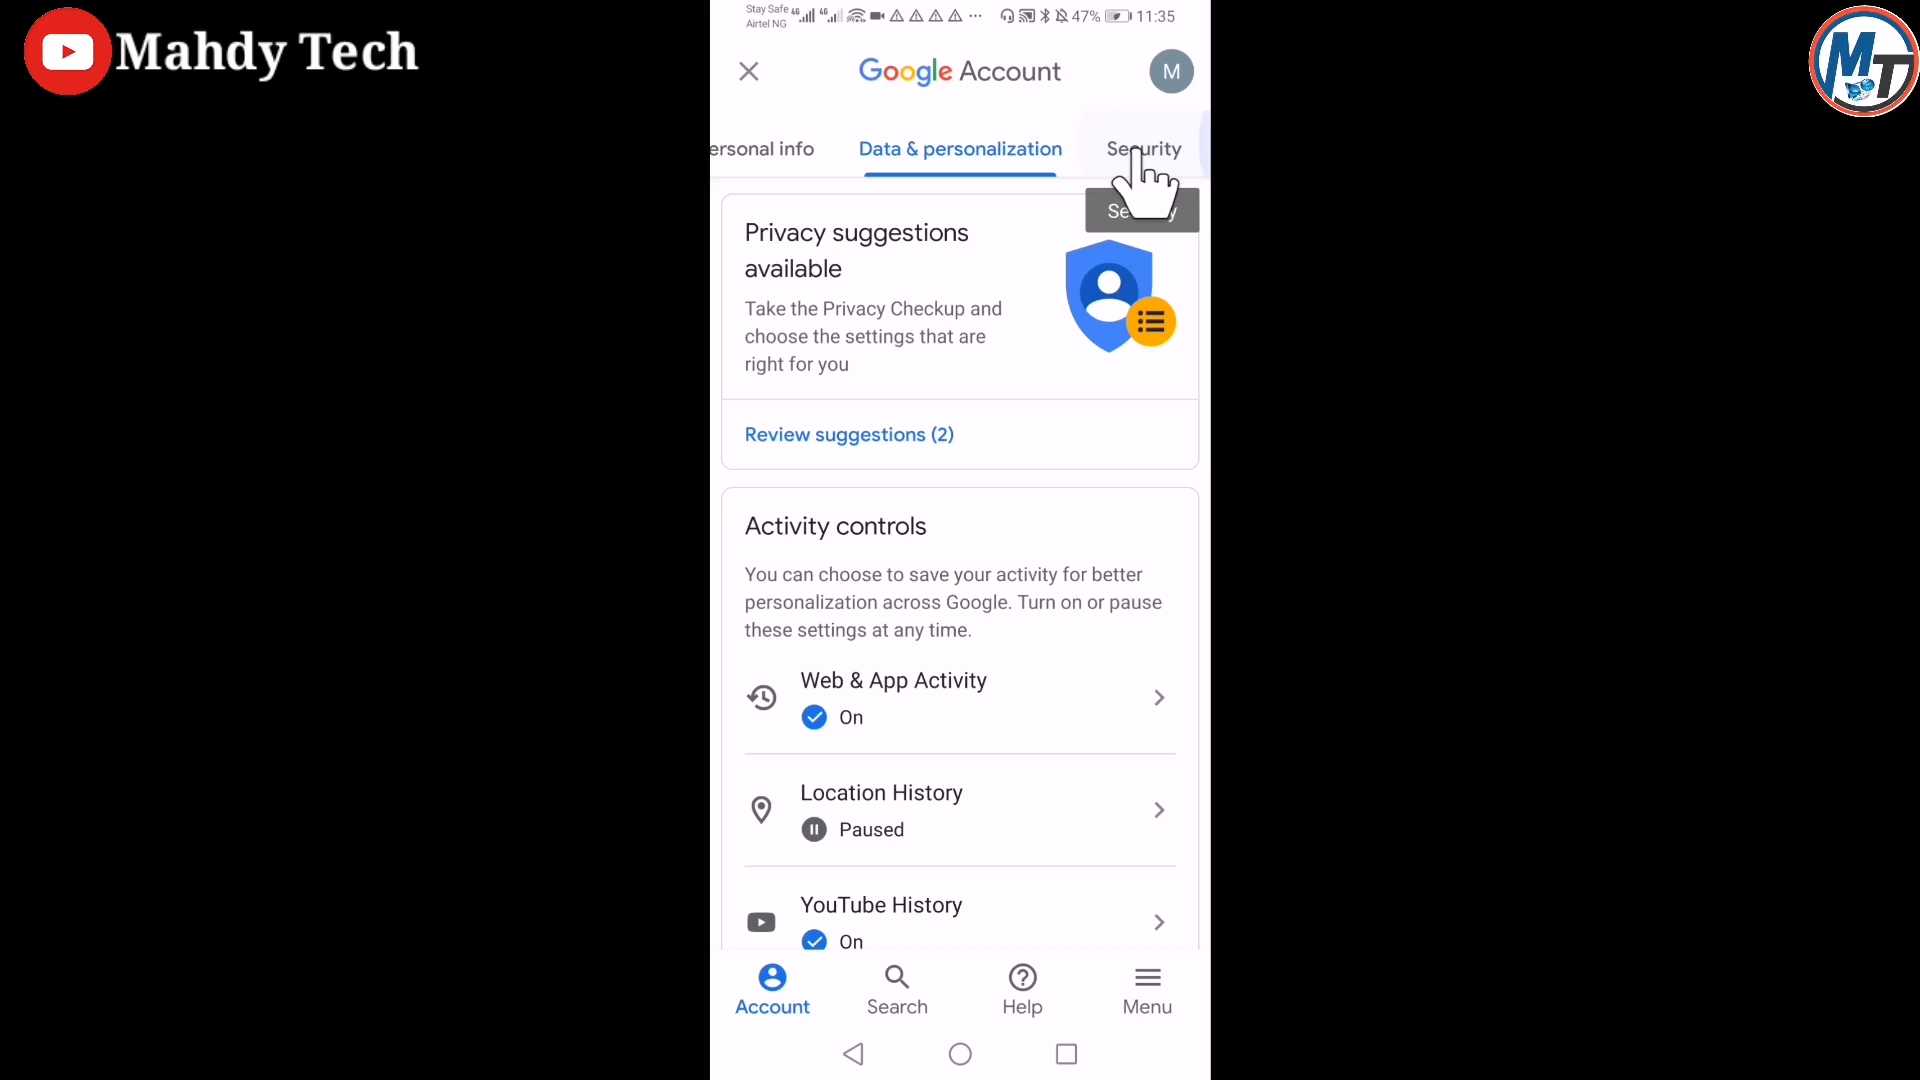 Mahdy Tech
Stay Safe
Airtel NG
4G
4G
47%
11:35
Google Account
M
MT
ersonal info
Data & personalization
Security
Privacy suggestions
available
Take the Privacy Checkup and
choose the settings that are
right for you
Review suggestions (2)
Activity controls
You can choose to save your activity for better
personalization across Google. Turn on or pause
these settings at any time.
Web & App Activity
On
Location History
Paused
YouTube History
On
Account
Search
Help
Menu